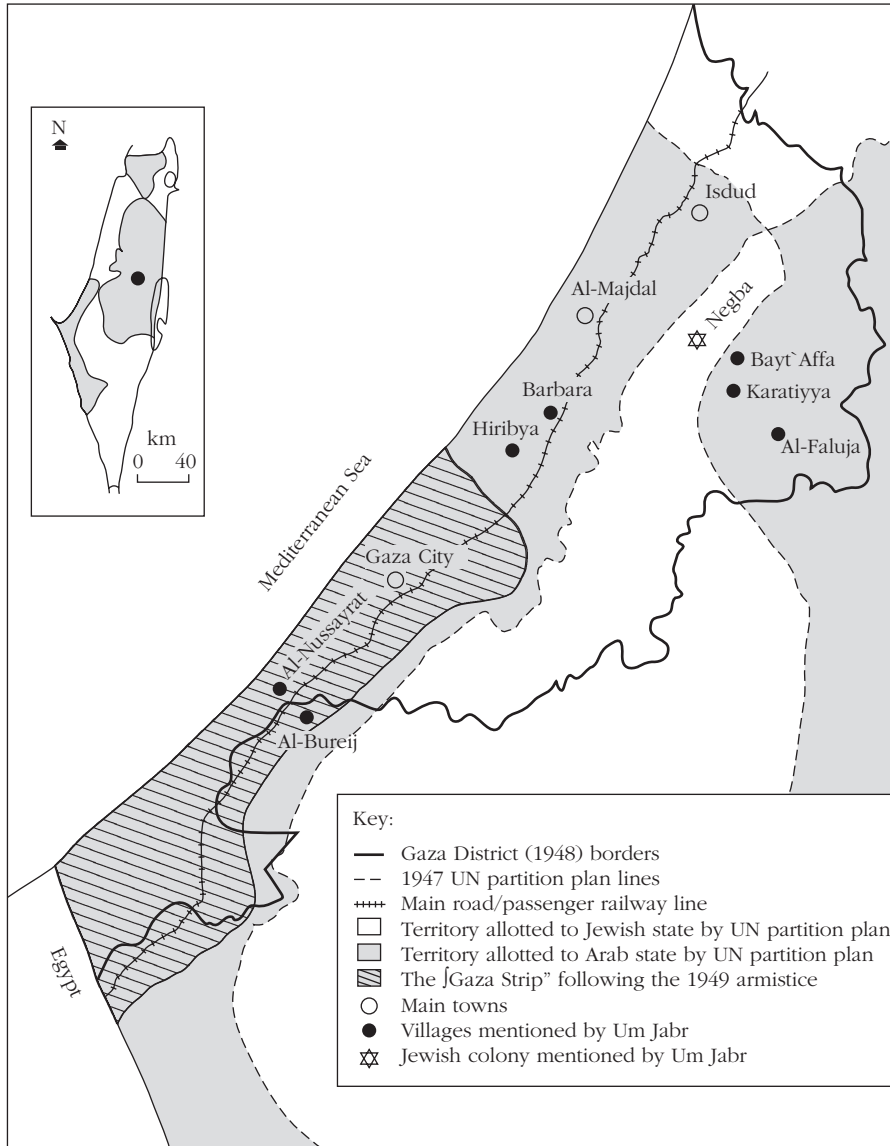 N
km
0 40
Isdud
Al-Majdal
Negba
Bayt`Affa
Barbara
Karatiyya
Hiribya
Al-Faluja
Mediterranean Sea
Gaza City
Al-Nussayrat
Al-Bureij
Egypt
Key:
Gaza District (1948) borders
1947 UN partition plan lines
Main road/passenger railway line
Territory allotted to Jewish state by UN partition plan
Territory allotted to Arab state by UN partition plan
The ∫Gaza Strip” following the 1949 armistice
Main towns
Villages mentioned by Um Jabr
Jewish colony mentioned by Um Jabr